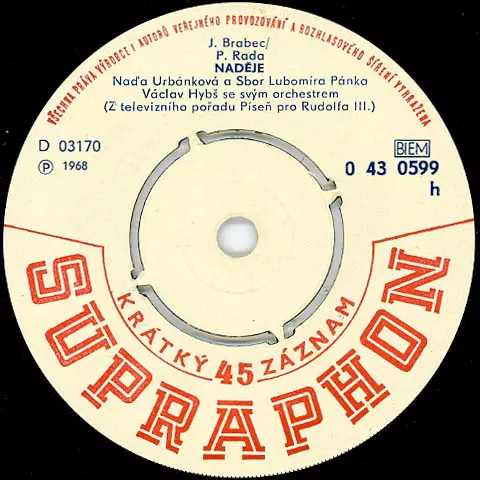 VŠECHNA PRÁVA VÝROBCE I AUTORŮ VEŘEJNÉHO PROVOZOVÁNÍ A ROZHLASOVÉHO ŠÍŘENÍ VYHRAŽENA
J. Brabec/
P. Rada
NADĚJE
Naďa Urbánková a Sbor Lubomíra Pánka
Václav Hybš se svým orchestrem
(Z televizního pořadu Píseň pro Rudolfa III.)
D 03170
Ⓟ 1968
BIEM
0 43 0599
h
KRÁTKÝ 45 ZÁZNAM
SUPRAPHON